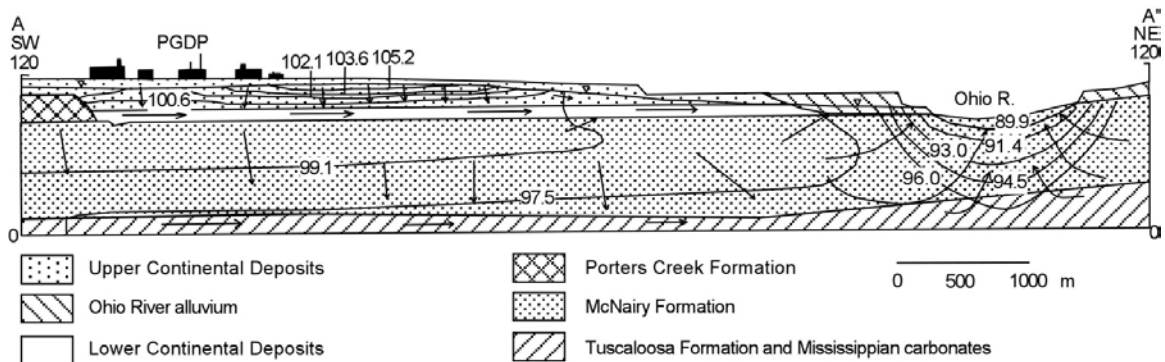 A
SW
120
PGDP
102.1 103.6 105.2
A"
NE
120
100.6
Ohio R.
89.9
91.4
93.0
99.1
96.0
94.5
97.5
0
0
Upper Continental Deposits
Porters Creek Formation
0 500 1000 m
Ohio River alluvium
McNairy Formation
Lower Continental Deposits
Tuscaloosa Formation and Mississippian carbonates